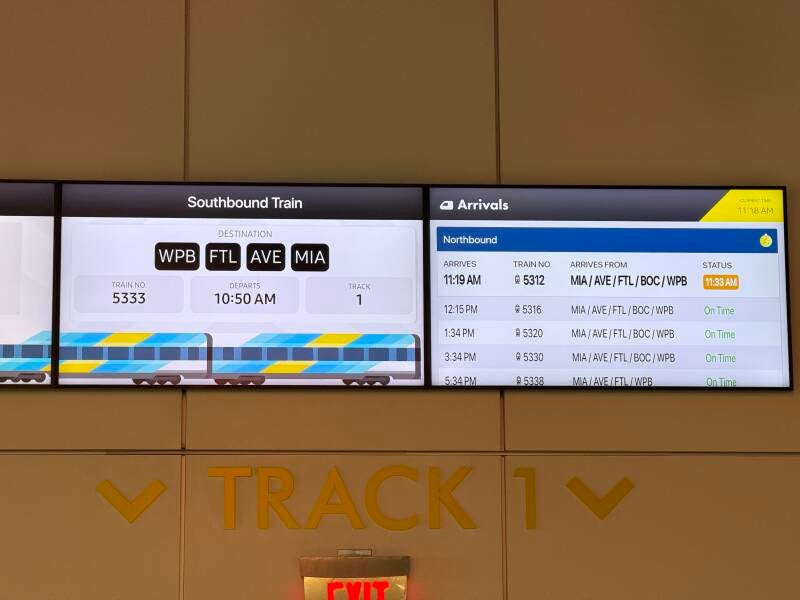 Southbound Train
DESTINATION
WPB FTL AVE MIA
TRAIN NO. DEPARTS TRACK
5333 10:50 AM 1
Arrivals
CURRENT TIME
11:18 AM
Northbound
ARRIVES TRAIN NO. ARRIVES FROM STATUS
11:19 AM 5312 MIA / AVE / FTL / BOC / WPB 11:33 AM
12:15 PM 5316 MIA / AVE / FTL / BOC / WPB On Time
1:34 PM 5320 MIA / AVE / FTL / BOC / WPB On Time
3:34 PM 5330 MIA / AVE / FTL / BOC / WPB On Time
5:34 PM 5338 MIA / AVE / FTL / WPB On Time
TRACK 1
EXIT